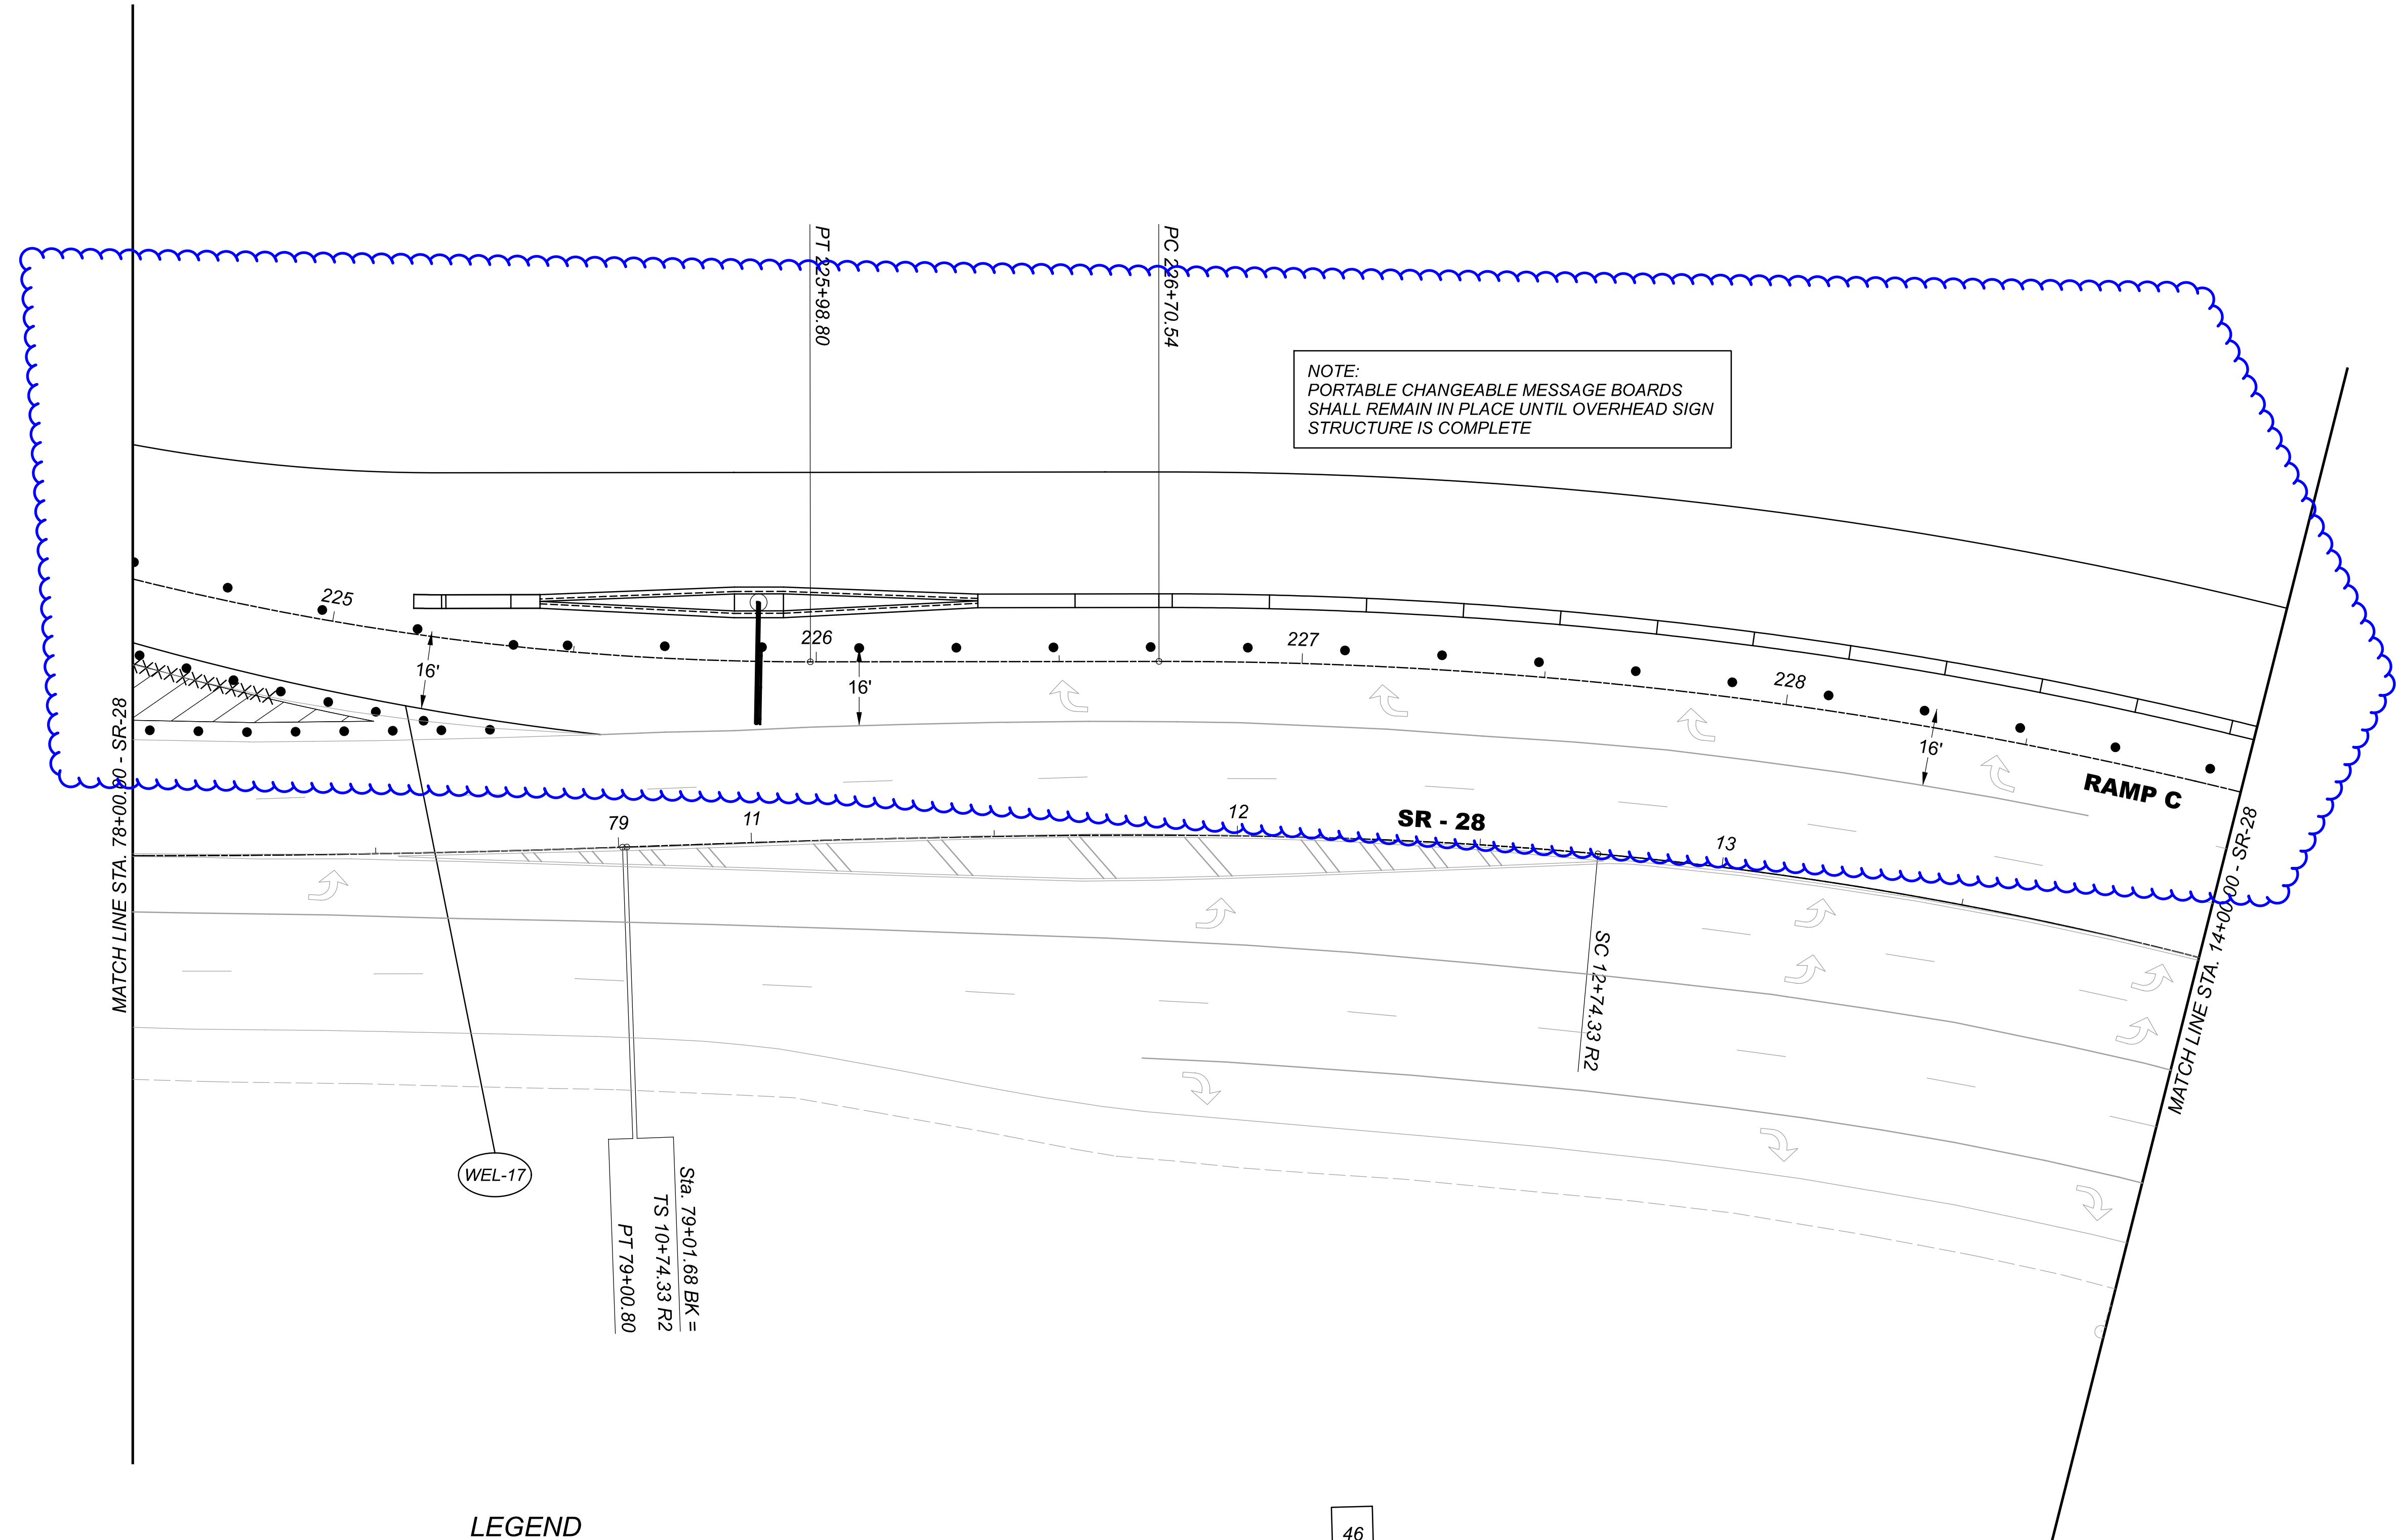 PT 225+98.80
PC 226+70.54
NOTE:
PORTABLE CHANGEABLE MESSAGE BOARDS
SHALL REMAIN IN PLACE UNTIL OVERHEAD SIGN
STRUCTURE IS COMPLETE
225
226
227
228
16'
16'
16'
RAMP C
MATCH LINE STA. 78+00.00 - SR-28
79
11
12
SR - 28
13
MATCH LINE STA. 14+00.00 - SR-28
SC 12+74.33 R2
WEL-17
Sta. 79+01.68 BK =
TS 10+74.33 R2
PT 79+00.80
LEGEND
46